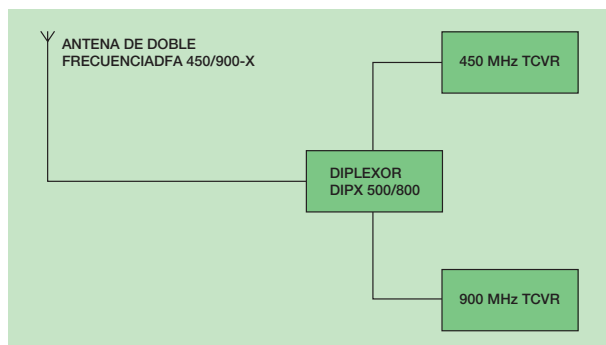 ANTENA DE DOBLE
FRECUENCIADFA 450/900-X
450 MHz TCVR
DIPLEXOR
DIPX 500/800
900 MHz TCVR